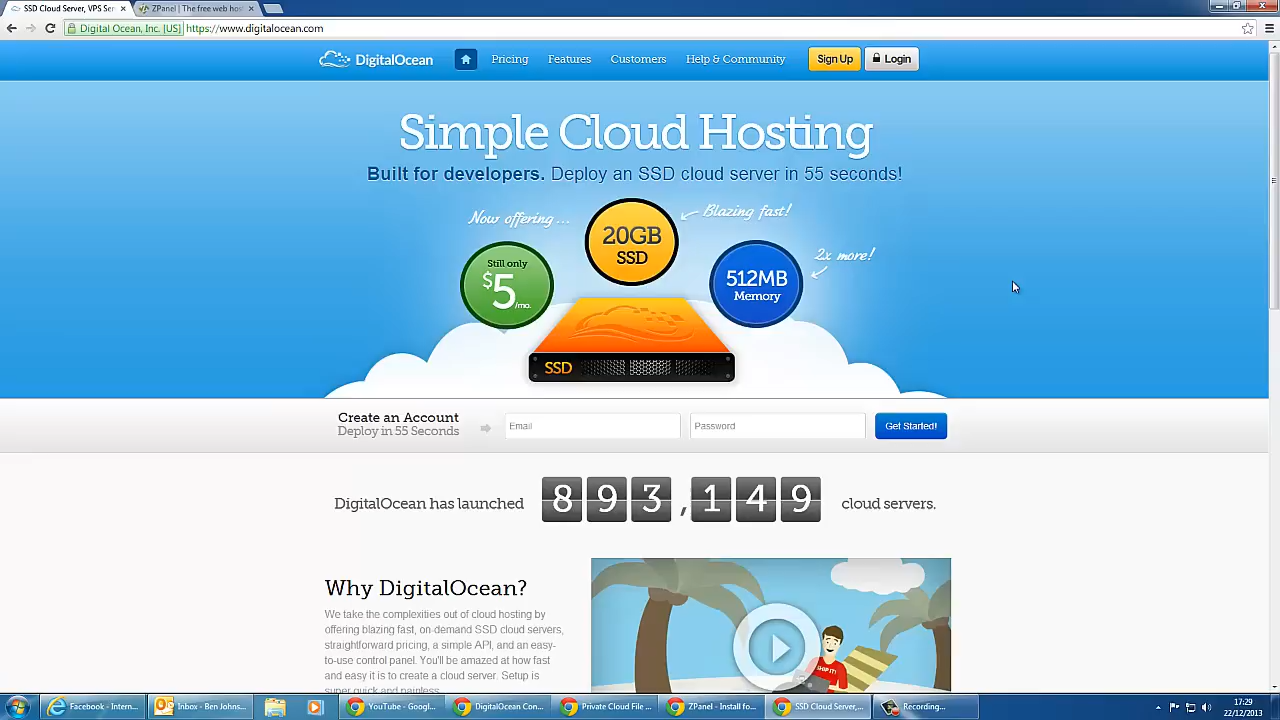 SSD Cloud Server, VPS Ser
ZPanel | The free web hos
Digital Ocean, Inc. [US]
https://www.digitalocean.com
DigitalOcean
Pricing
Features
Customers
Help & Community
Sign Up
Login
Simple Cloud Hosting
Built for developers. Deploy an SSD cloud server in 55 seconds!
Now offering...
Blazing fast!
20GB
SSD
Still only
$5/mo.
512MB
Memory
2x more!
SSD
Create an Account
Deploy in 55 Seconds
Email
Password
Get Started!
DigitalOcean has launched 893,149 cloud servers.
Why DigitalOcean?
We take the complexities out of cloud hosting by
offering blazing fast, on-demand SSD cloud servers,
straightforward pricing, a simple API, and an easy-
to-use control panel. You'll be amazed at how fast
and easy it is to create a cloud server. Setup is
super quick and painless.
SHIP IT!
Facebook - Intern...
Inbox - Ben Johns...
YouTube - Googl...
DigitalOcean Con...
Private Cloud File ...
ZPanel - Install fo...
SSD Cloud Server,...
Recording...
17:29
22/12/2013